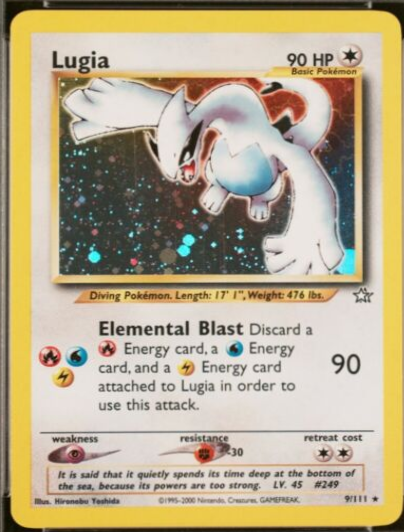 Lugia 90 HP
Basic Pokémon
Diving Pokémon. Length: 17' 1", Weight: 476 lbs.
Elemental Blast Discard a
Energy card, a Energy
card, and a Energy card
attached to Lugia in order to
use this attack.
90
weakness resistance retreat cost
-30
It is said that it quietly spends its time deep at the bottom of
the sea, because its powers are too strong. LV. 45 #249
Illus. Hironobu Yoshida ©1995-2000 Nintendo, Creatures, GAMEFREAK. 9/111 ★